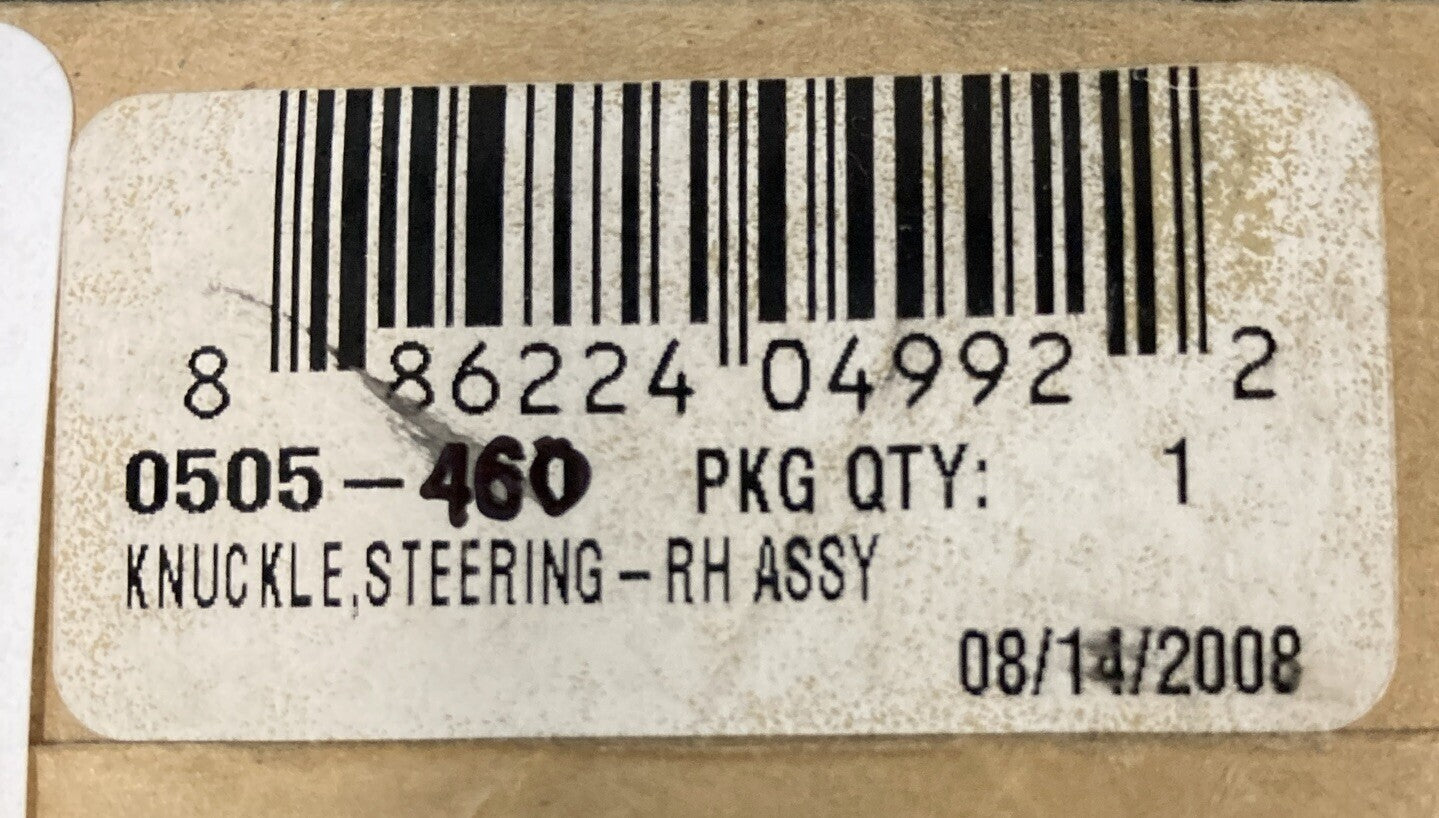 8 86224 04992 2
0505-460 PKG QTY: 1
KNUCKLE,STEERING-RH ASSY
08/14/2008